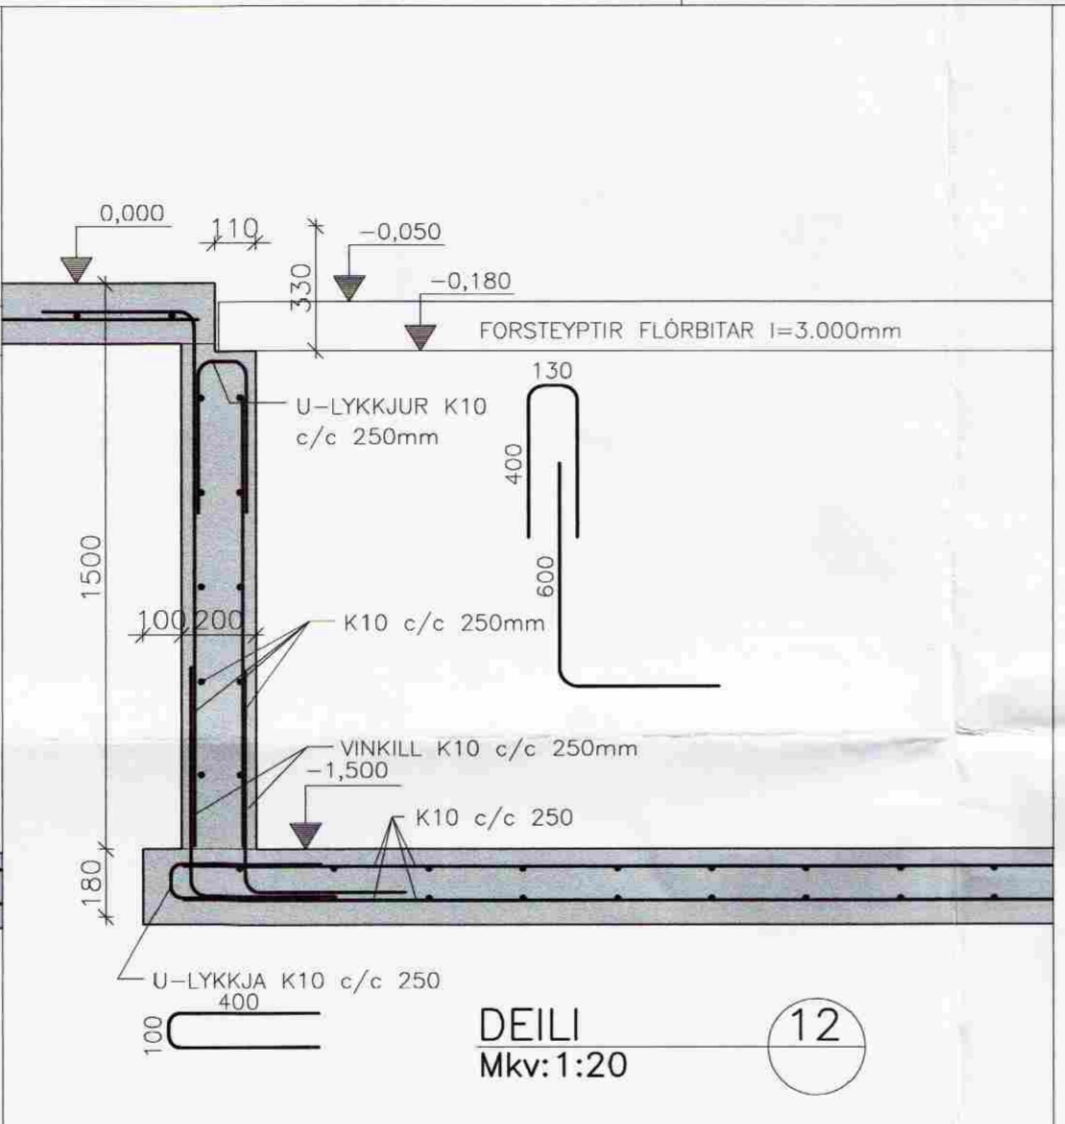 0,000
110
-0,050
330
-0,180
FORSTEYPTIR FLÓRBITAR l=3.000mm
130
U-LYKKJUR K10
c/c 250mm
400
1500
600
100
200
K10 c/c 250mm
VINKILL K10 c/c 250mm
-1,500
K10 c/c 250
180
U-LYKKJA K10 c/c 250
400
100
DEILI
12
Mkv:1:20